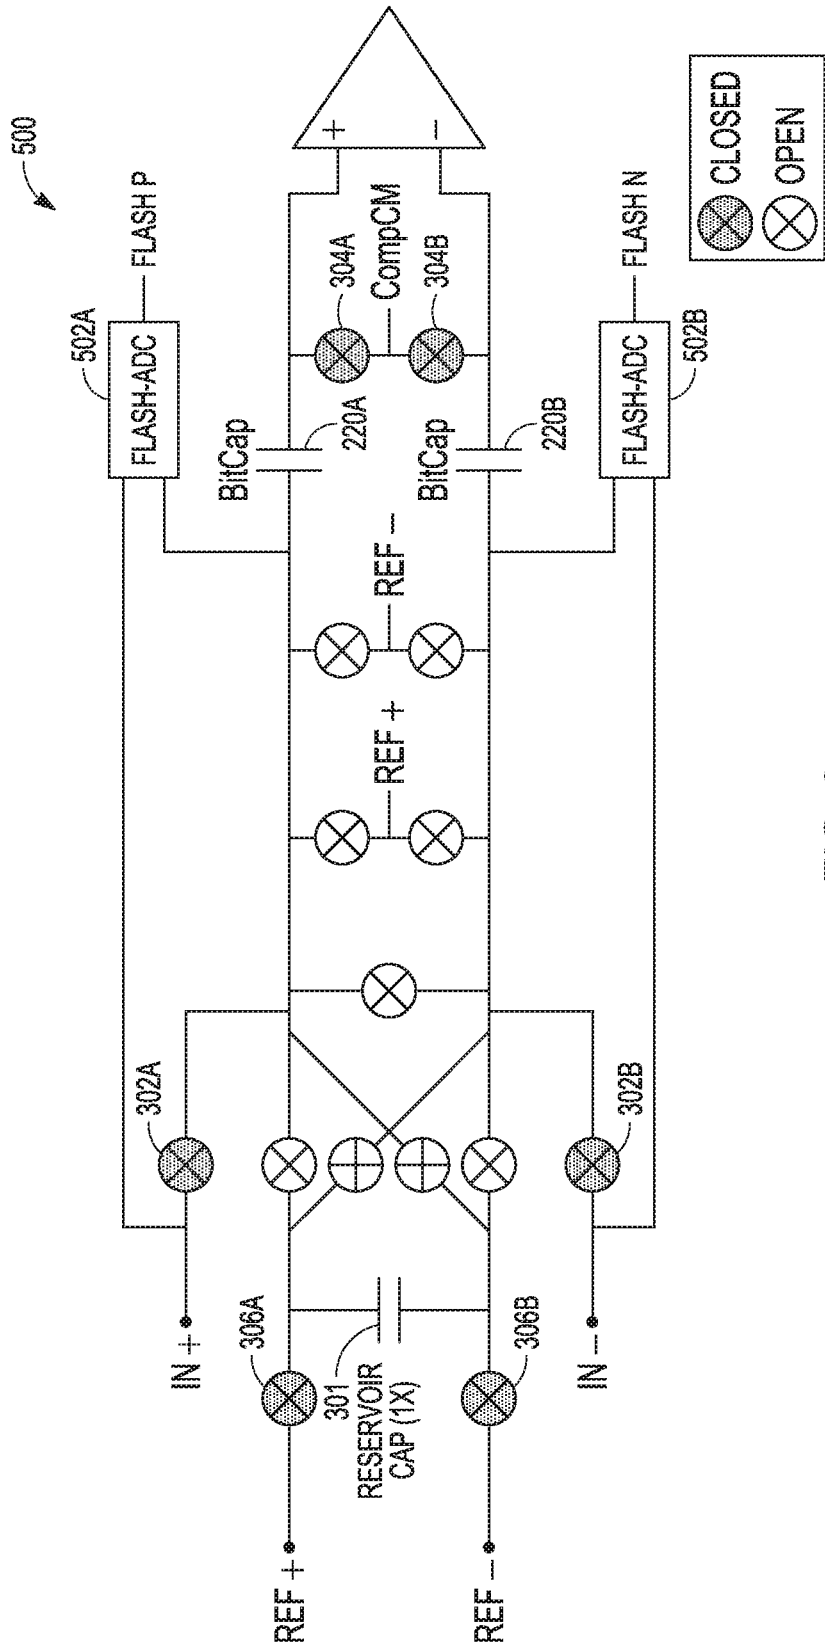 500
502A
FLASH-ADC
FLASH P
302A
IN +
306A
REF +
301
RESERVOIR
CAP (1X)
BitCap
220A
304A
CompCM
304B
REF +
REF -
BitCap
220B
+
-
REF -
306B
IN -
302B
FLASH-ADC
502B
FLASH N
CLOSED
OPEN